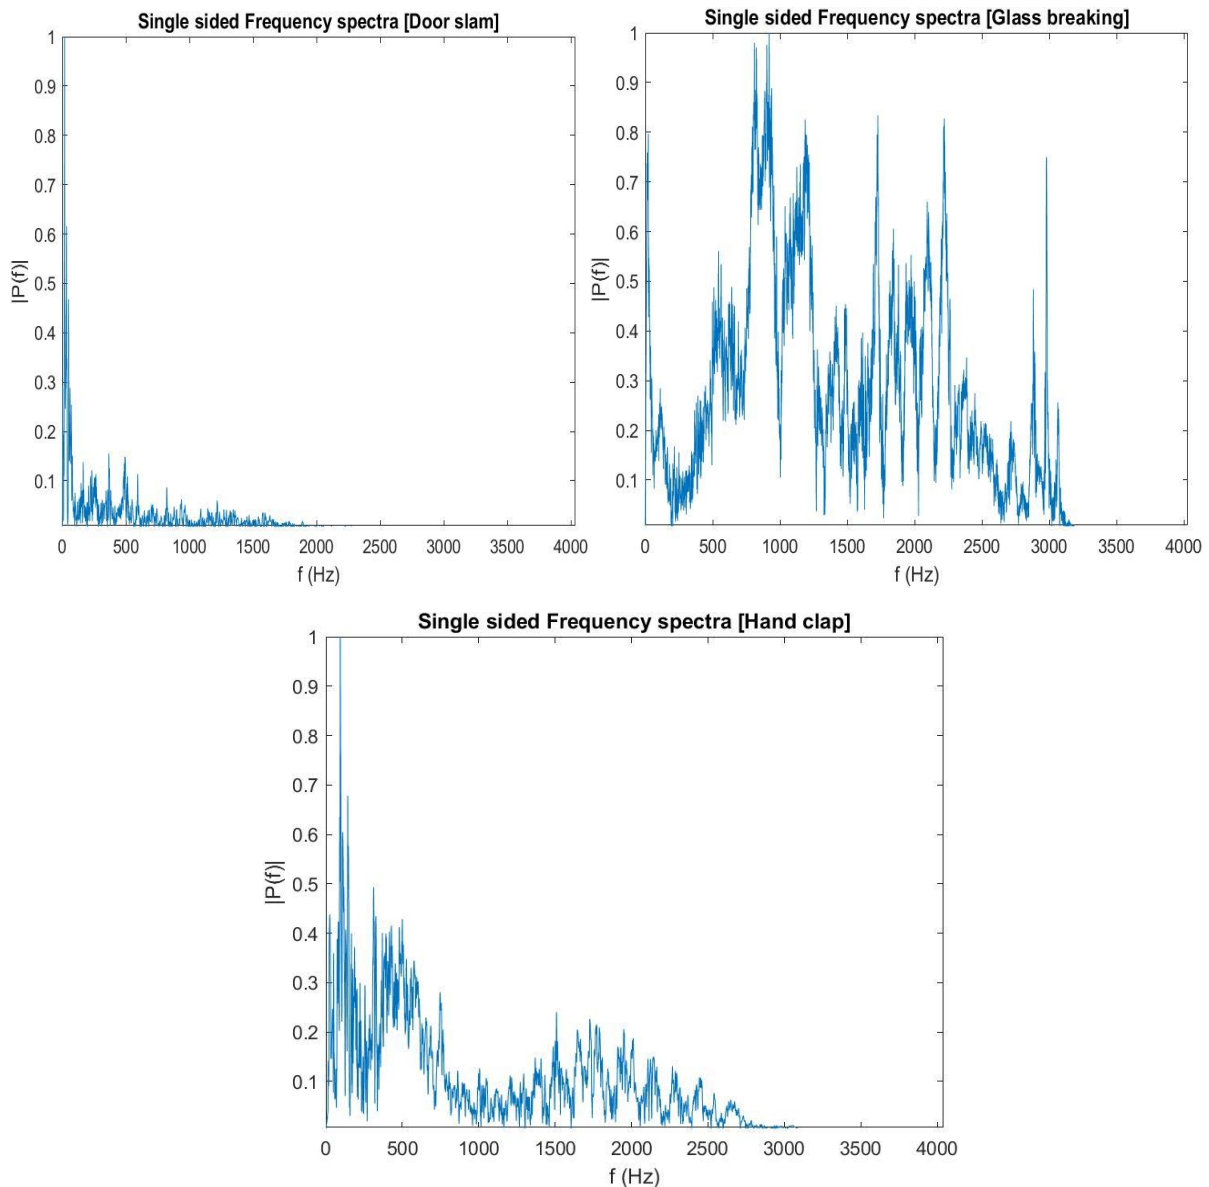 Single sided Frequency spectra [Door slam]
1
0.9
0.8
0.7
0.6
0.5
0.4
0.3
0.2
0.1
|P(f)|
0 500 1000 1500 2000 2500 3000 3500 4000
f (Hz)
Single sided Frequency spectra [Glass breaking]
1
0.9
0.8
0.7
0.6
0.5
0.4
0.3
0.2
0.1
|P(f)|
0 500 1000 1500 2000 2500 3000 3500 4000
f (Hz)
Single sided Frequency spectra [Hand clap]
1
0.9
0.8
0.7
0.6
0.5
0.4
0.3
0.2
0.1
|P(f)|
0 500 1000 1500 2000 2500 3000 3500 4000
f (Hz)